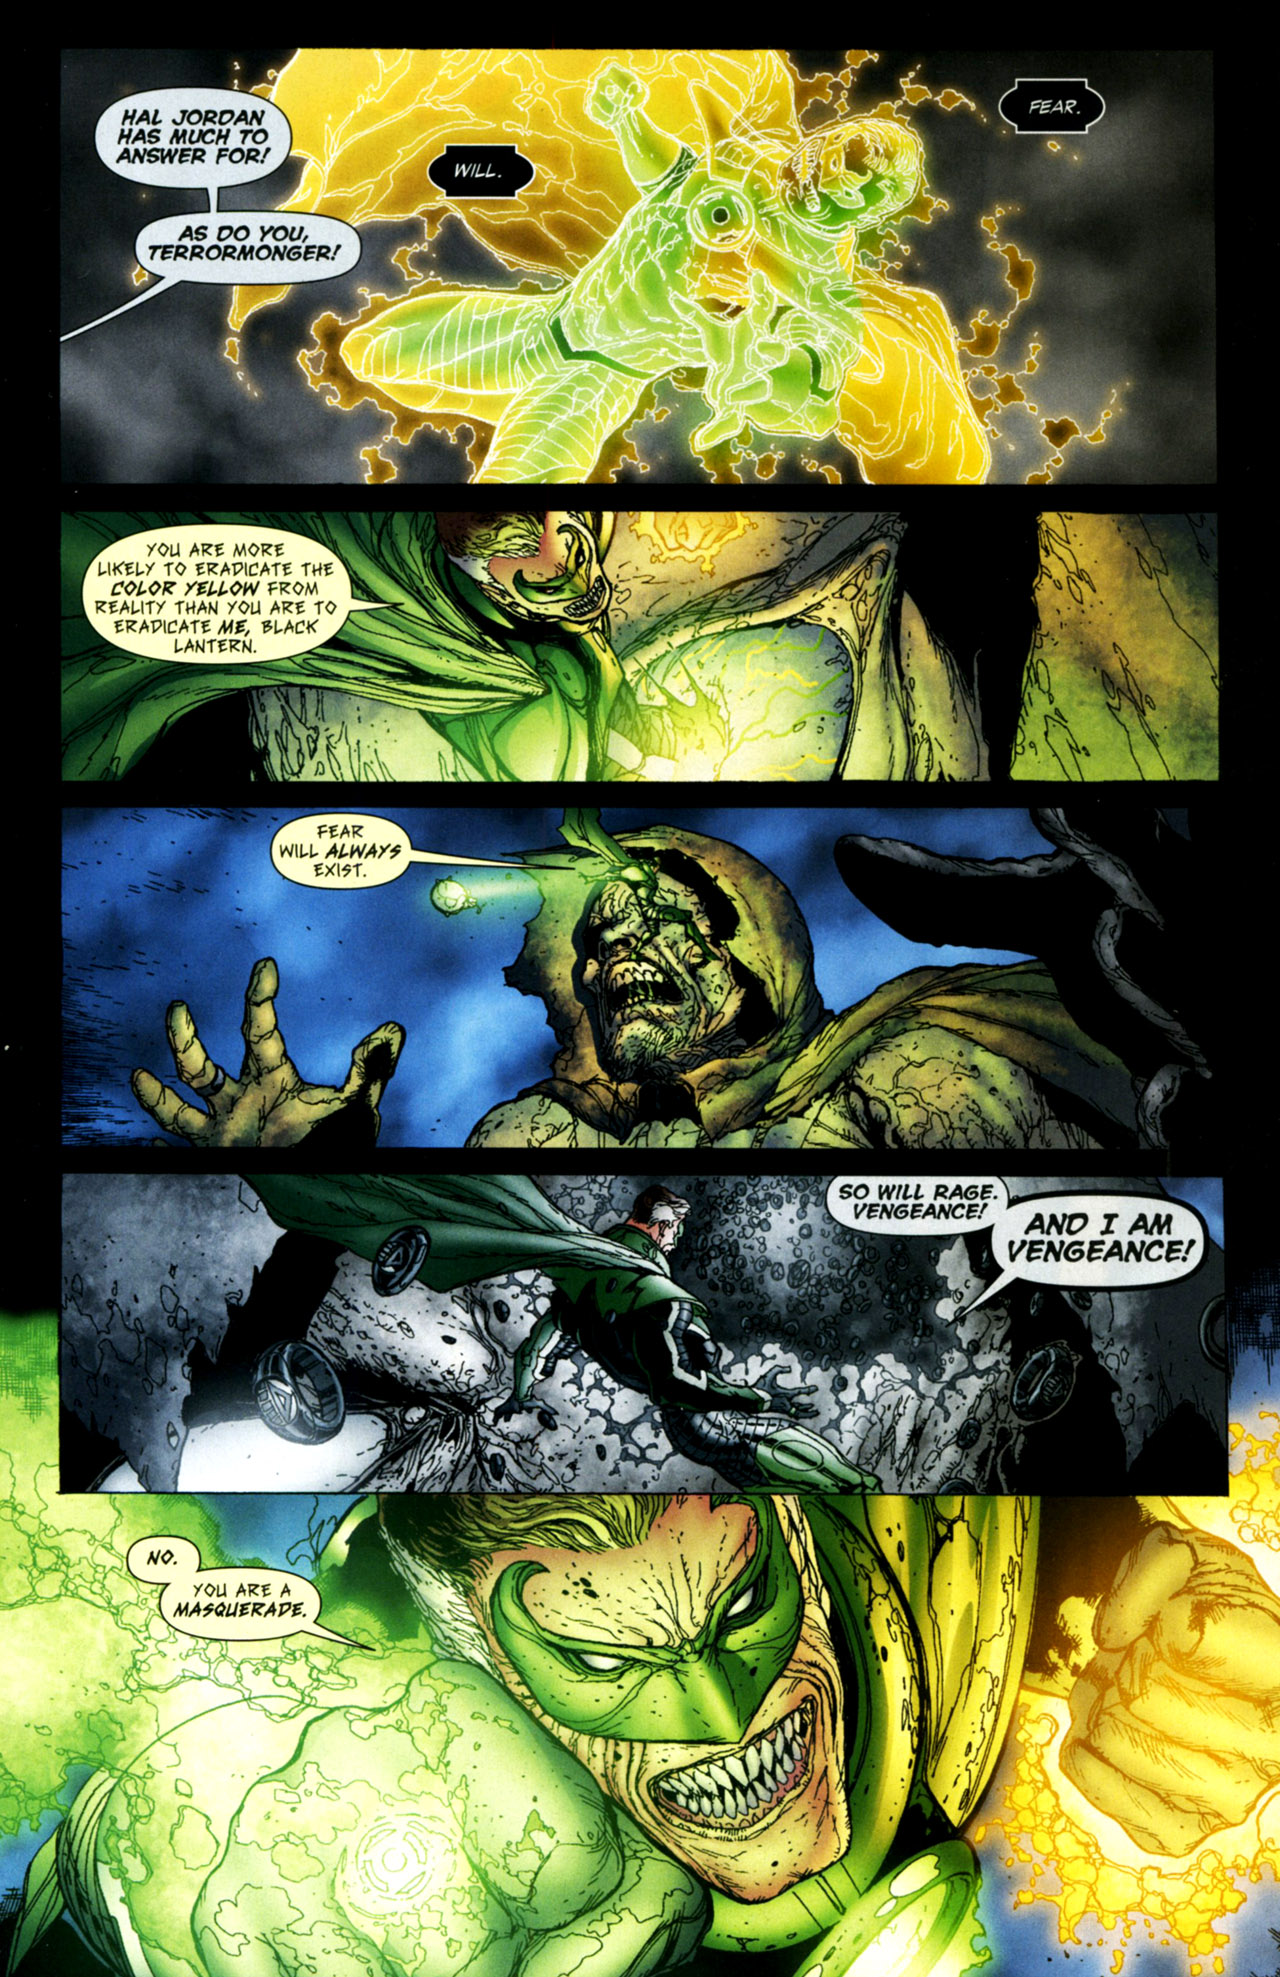 HAL JORDAN
HAS MUCH TO
ANSWER FOR!
AS DO YOU,
TERRORMONGER!
WILL.
FEAR.
YOU ARE MORE
LIKELY TO ERADICATE THE
COLOR YELLOW FROM
REALITY THAN YOU ARE TO
ERADICATE ME, BLACK
LANTERN.
FEAR
WILL ALWAYS
EXIST.
SO WILL RAGE.
VENGEANCE!
AND I AM
VENGEANCE!
NO.
YOU ARE A
MASQUERADE.